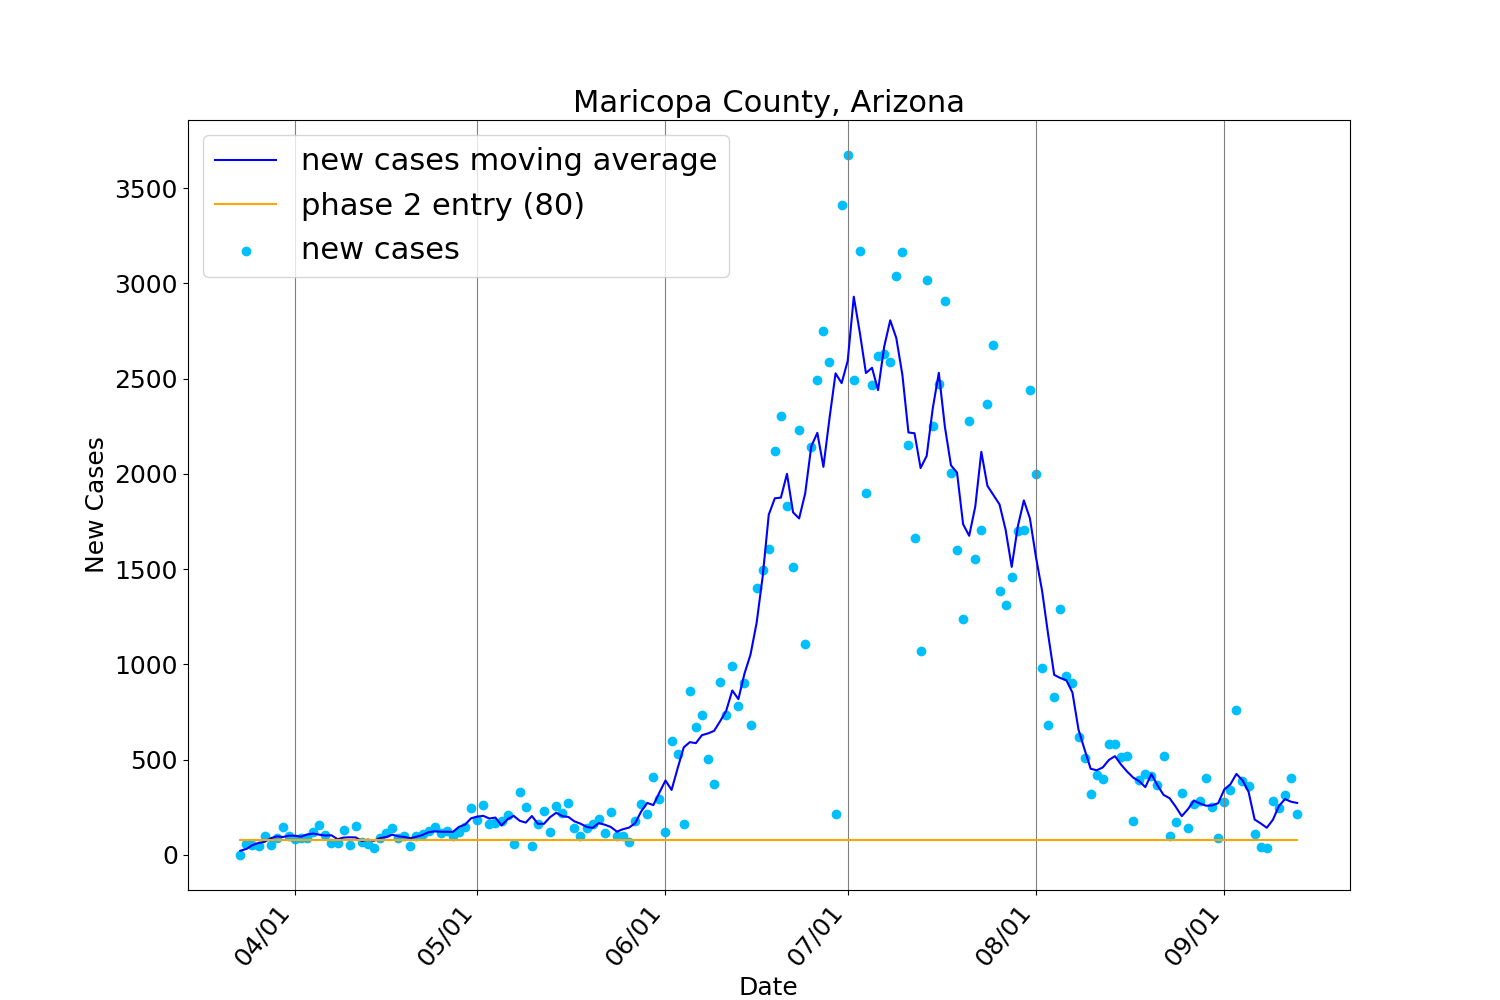 Maricopa County, Arizona
new cases moving average
phase 2 entry (80)
new cases
3500
3000
2500
2000
1500
1000
500
0
New Cases
04/01
05/01
06/01
07/01
08/01
09/01
Date